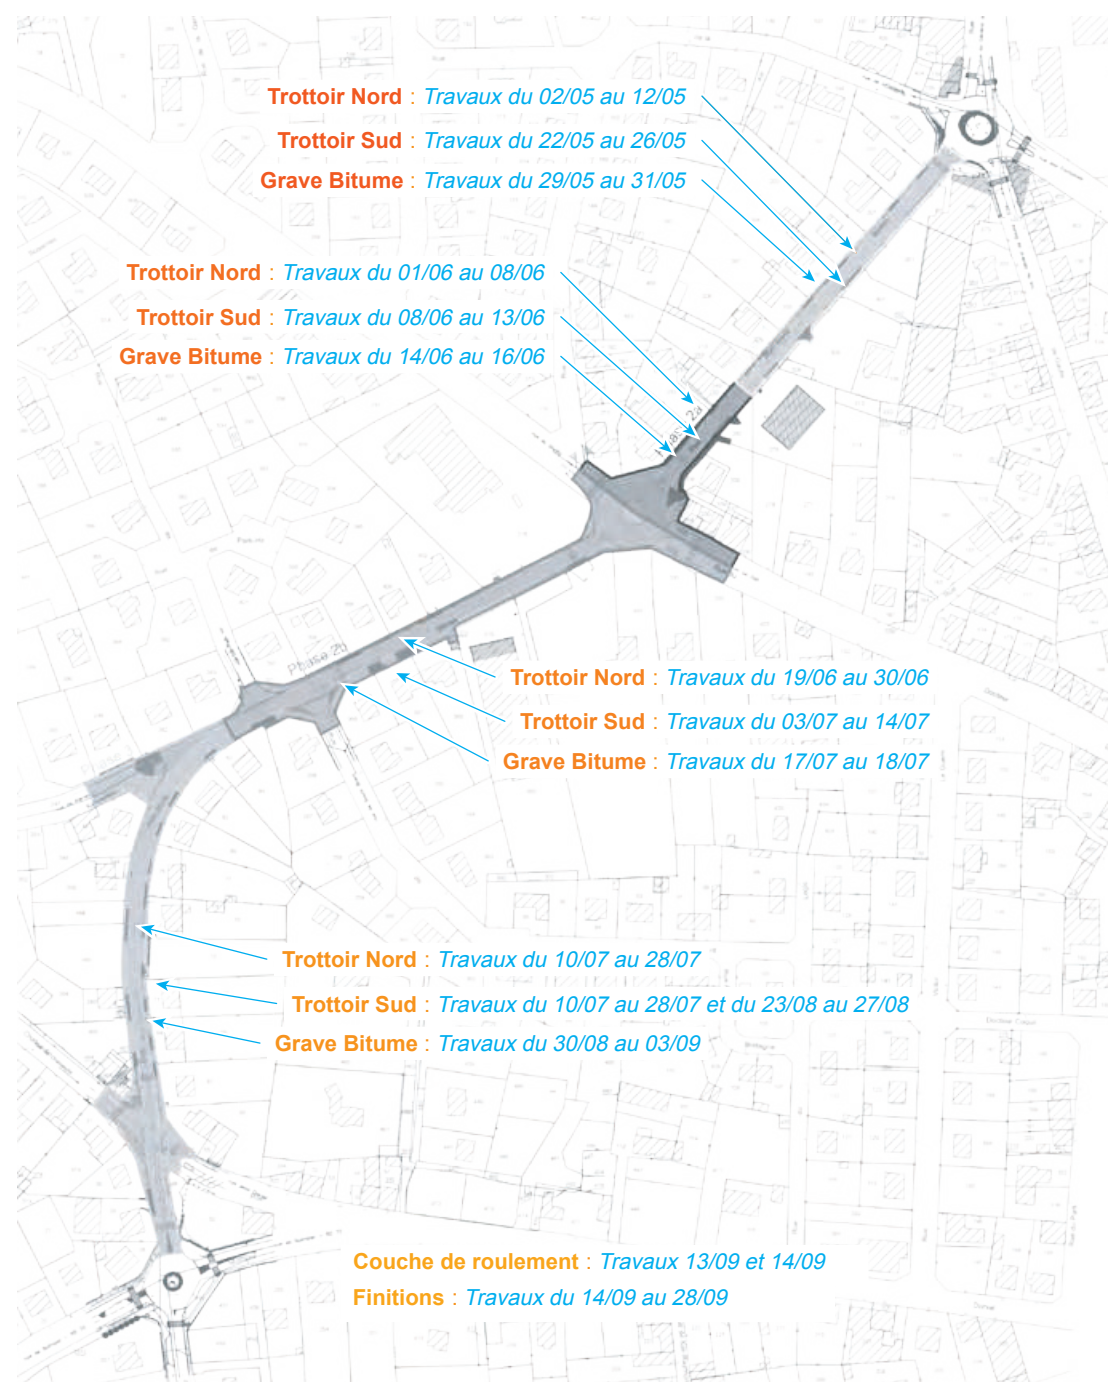 Trottoir Nord : Travaux du 02/05 au 12/05
Trottoir Sud : Travaux du 22/05 au 26/05
Grave Bitume : Travaux du 29/05 au 31/05
Trottoir Nord : Travaux du 01/06 au 08/06
Trottoir Sud : Travaux du 08/06 au 13/06
Grave Bitume : Travaux du 14/06 au 16/06
Phase 2b
Trottoir Nord : Travaux du 19/06 au 30/06
Trottoir Sud : Travaux du 03/07 au 14/07
Grave Bitume : Travaux du 17/07 au 18/07
Trottoir Nord : Travaux du 10/07 au 28/07
Trottoir Sud : Travaux du 10/07 au 28/07 et du 23/08 au 27/08
Grave Bitume : Travaux du 30/08 au 03/09
Couche de roulement : Travaux 13/09 et 14/09
Finitions : Travaux du 14/09 au 28/09